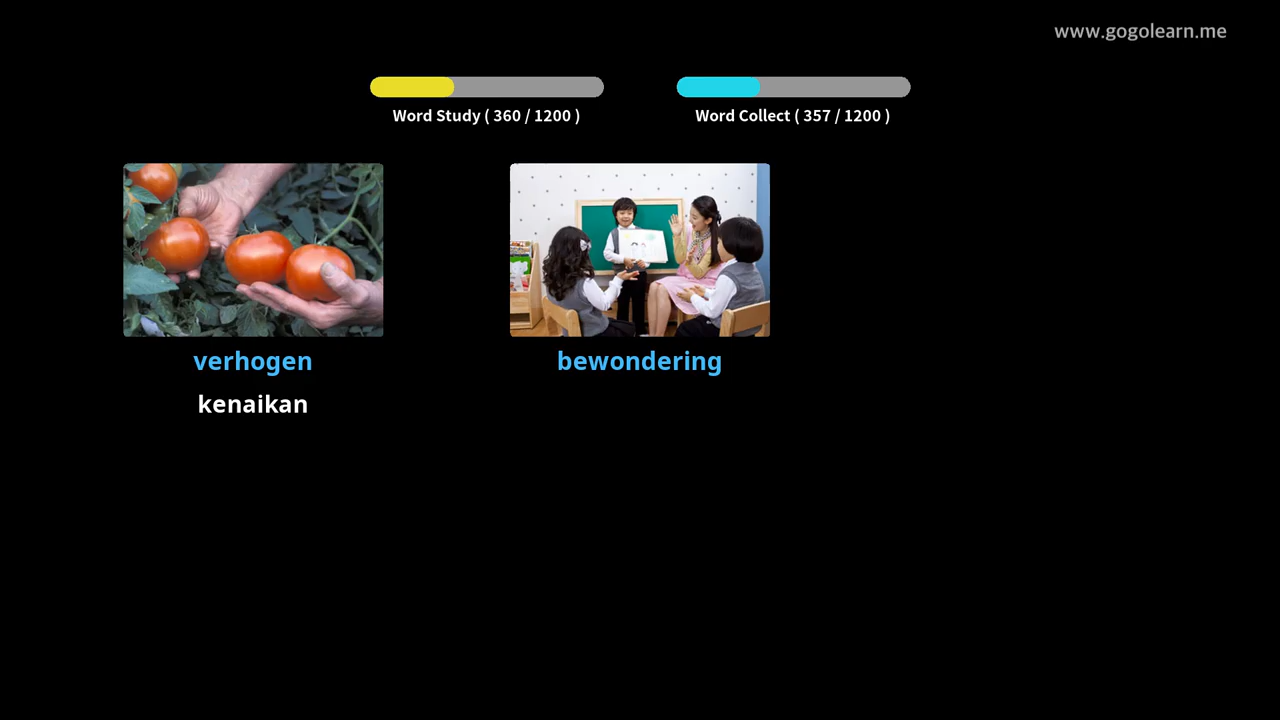 www.gogolearn.me
Word Study ( 360 / 1200 )
Word Collect ( 357 / 1200 )
verhogen
bewondering
kenaikan